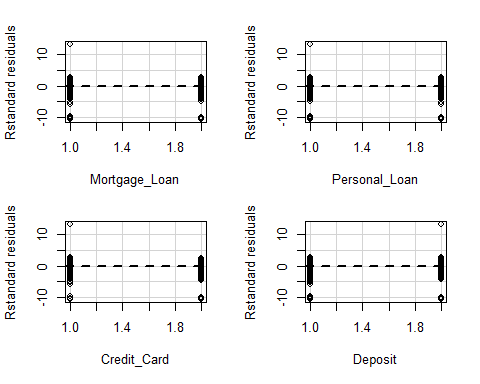 Rstandard residuals
10
0
-10
1.0 1.4 1.8
Mortgage_Loan
Rstandard residuals
10
0
-10
1.0 1.4 1.8
Personal_Loan
Rstandard residuals
10
0
-10
1.0 1.4 1.8
Credit_Card
Rstandard residuals
10
0
-10
1.0 1.4 1.8
Deposit